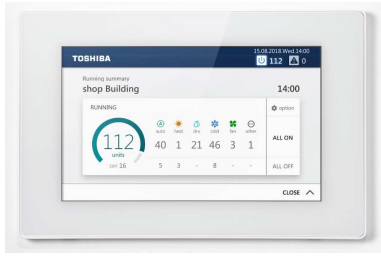 15.08.2018.Wed 14:00
TOSHIBA 112 0
Running summary
shop Building 14:00
RUNNING option
auto heat dry cold fan other
112 40 1 21 46 3 1 ALL ON
units
OFF 16 5 3 - 8 - - ALL OFF
CLOSE